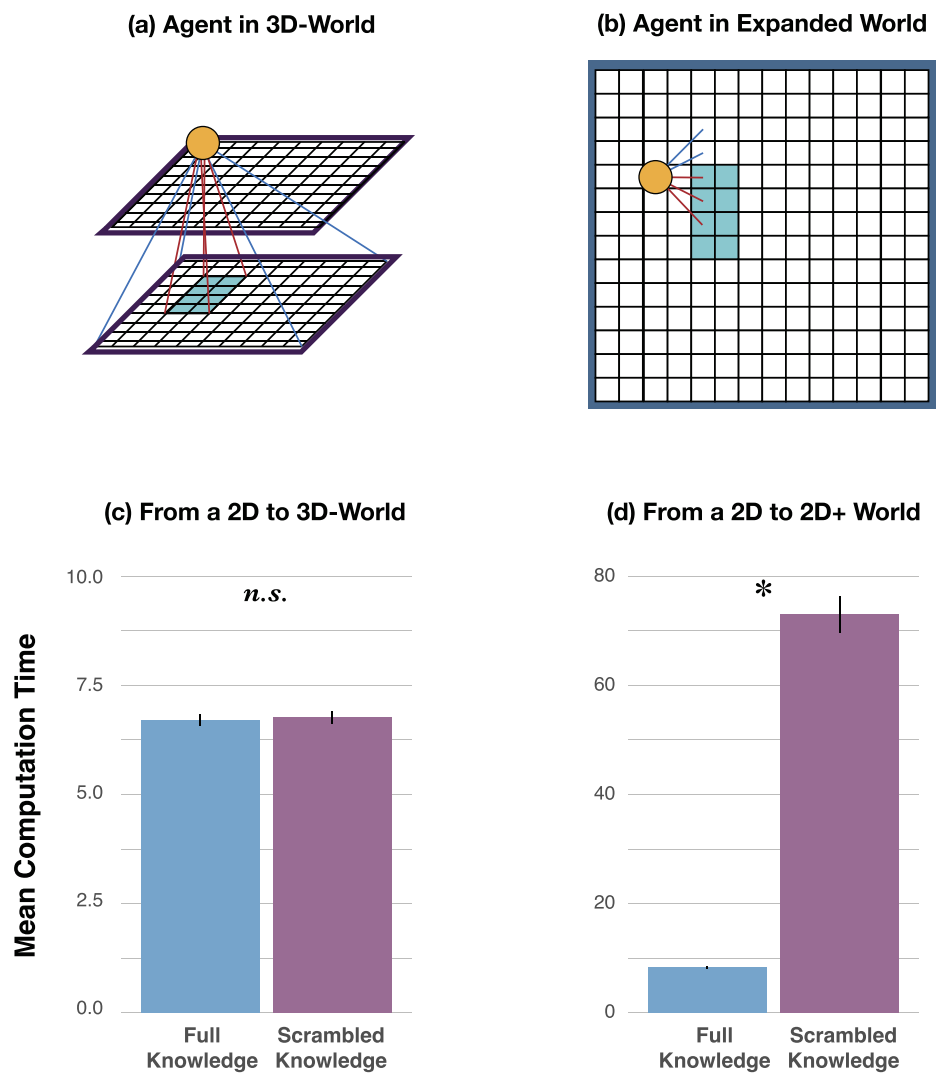 (a) Agent in 3D-World
(b) Agent in Expanded World
(c) From a 2D to 3D-World
Mean Computation Time
10.0
7.5
5.0
2.5
0.0
n.s.
Full
Knowledge
Scrambled
Knowledge
(d) From a 2D to 2D+ World
80
60
40
20
0
*
Full
Knowledge
Scrambled
Knowledge